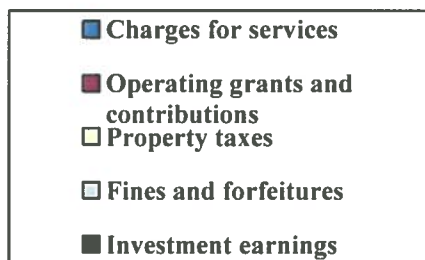 Charges for services
Operating grants and
contributions
Property taxes
Fines and forfeitures
Investment earnings